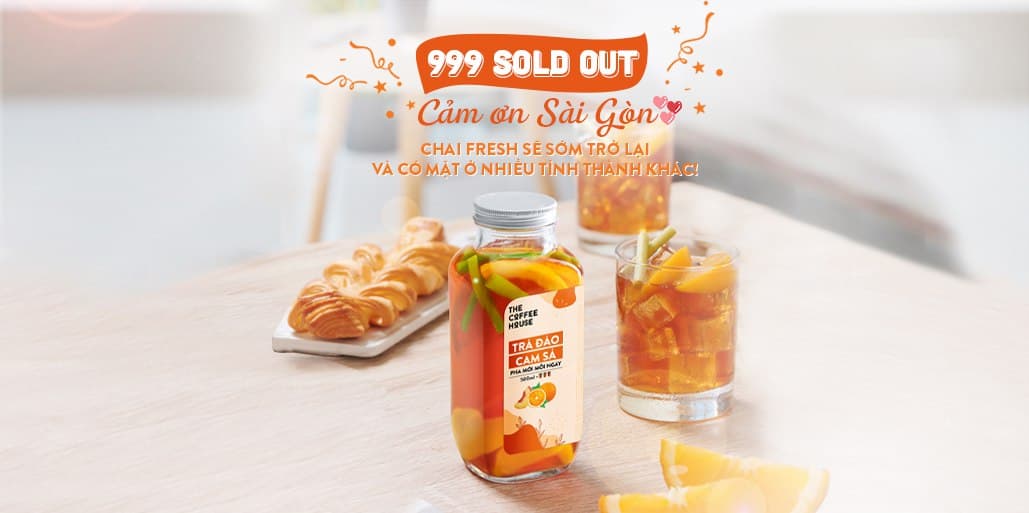 999 SOLD OUT
Cảm ơn Sài Gòn
CHAI FRESH SẼ SỚM TRỞ LẠI
VÀ CÓ MẶT Ở NHIỀU TỈNH THÀNH KHÁC!
THE
COFFEE
HOUSE
TRÀ ĐÀO
CAM SẢ
PHA MỚI MỖI NGÀY
500ml